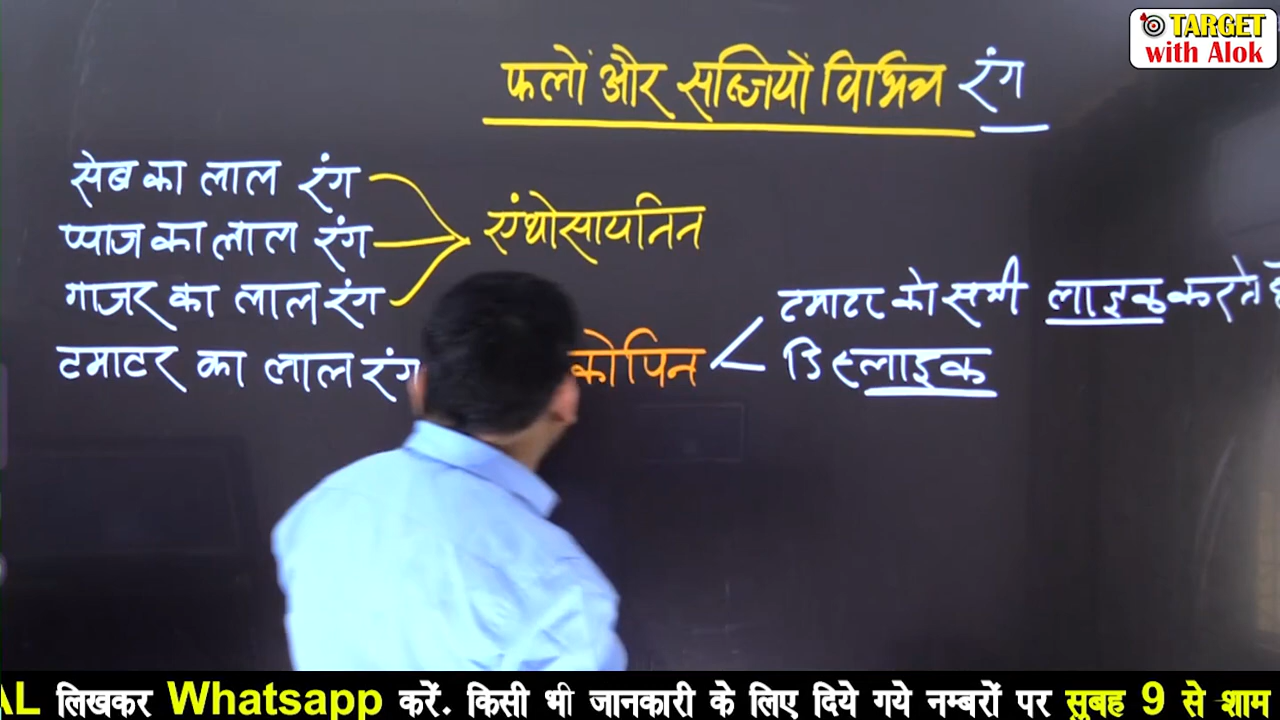 TARGET
with Alok
फलों और सब्जियों विभिन्न रंग
सेब का लाल रंग
प्याज का लाल रंग
गाजर का लाल रंग
एंथोसायनिन
टमाटर का लाल रंग
कोपिन
टमाटर को सभी लाइक करते
डिस्लाइक
AL लिखकर Whatsapp करें. किसी भी जानकारी के लिए दिये गये नम्बरों पर सुबह 9 से शाम